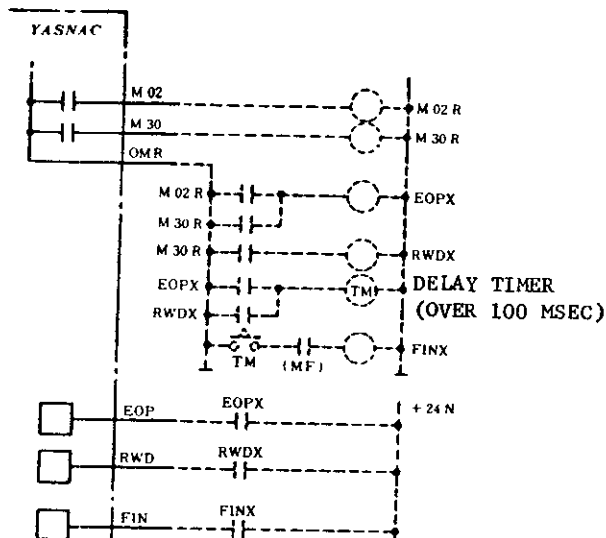 YASNAC
M 02
M 02 R
M 30
M 30 R
OMR
M 02 R
EOPX
M 30 R
M 30 R
RWDX
EOPX
TM
DELAY TIMER
(OVER 100 MSEC)
RWDX
TM
(MF)
FINX
EOP
EOPX
+ 24 N
RWD
RWDX
FIN
FINX